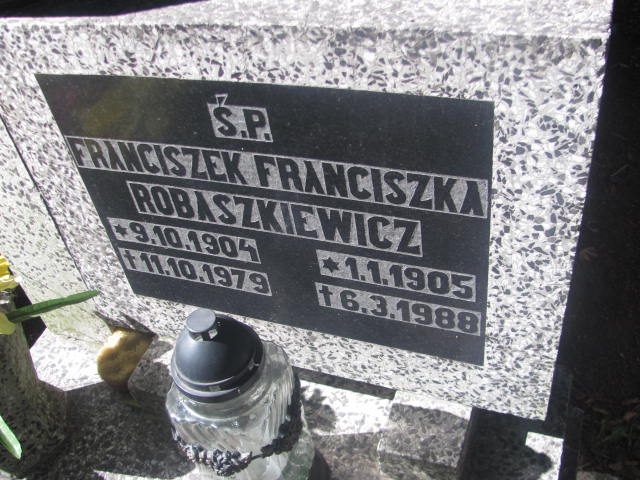 Ś.P.
FRANCISZEK FRANCISZKA
ROBASZKIEWICZ
*9.10.1904 *1.1.1905
†11.10.1979 †6.3.1988